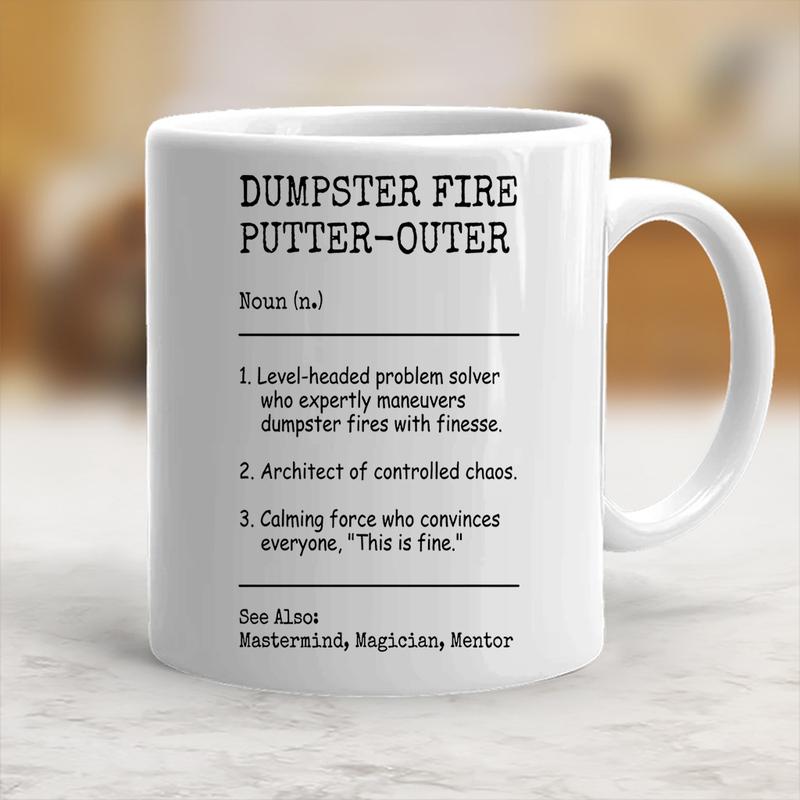 DUMPSTER FIRE
PUTTER-OUTER
Noun (n.)
1. Level-headed problem solver
who expertly maneuvers
dumpster fires with finesse.
2. Architect of controlled chaos.
3. Calming force who convinces
everyone, "This is fine."
See Also:
Mastermind, Magician, Mentor